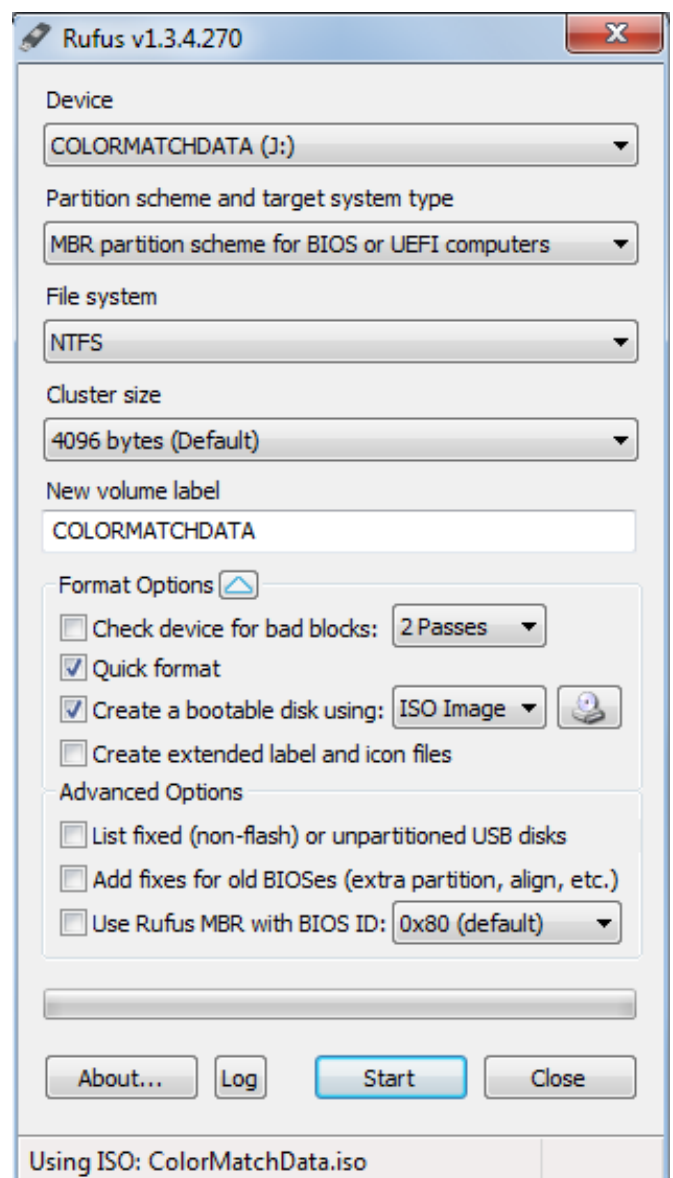 Rufus v1.3.4.270
Device
COLORMATCHDATA (J:)
Partition scheme and target system type
MBR partition scheme for BIOS or UEFI computers
File system
NTFS
Cluster size
4096 bytes (Default)
New volume label
COLORMATCHDATA
Format Options
Check device for bad blocks: 2 Passes
Quick format
Create a bootable disk using: ISO Image
Create extended label and icon files
Advanced Options
List fixed (non-flash) or unpartitioned USB disks
Add fixes for old BIOSes (extra partition, align, etc.)
Use Rufus MBR with BIOS ID: 0x80 (default)
About... Log Start Close
Using ISO: ColorMatchData.iso